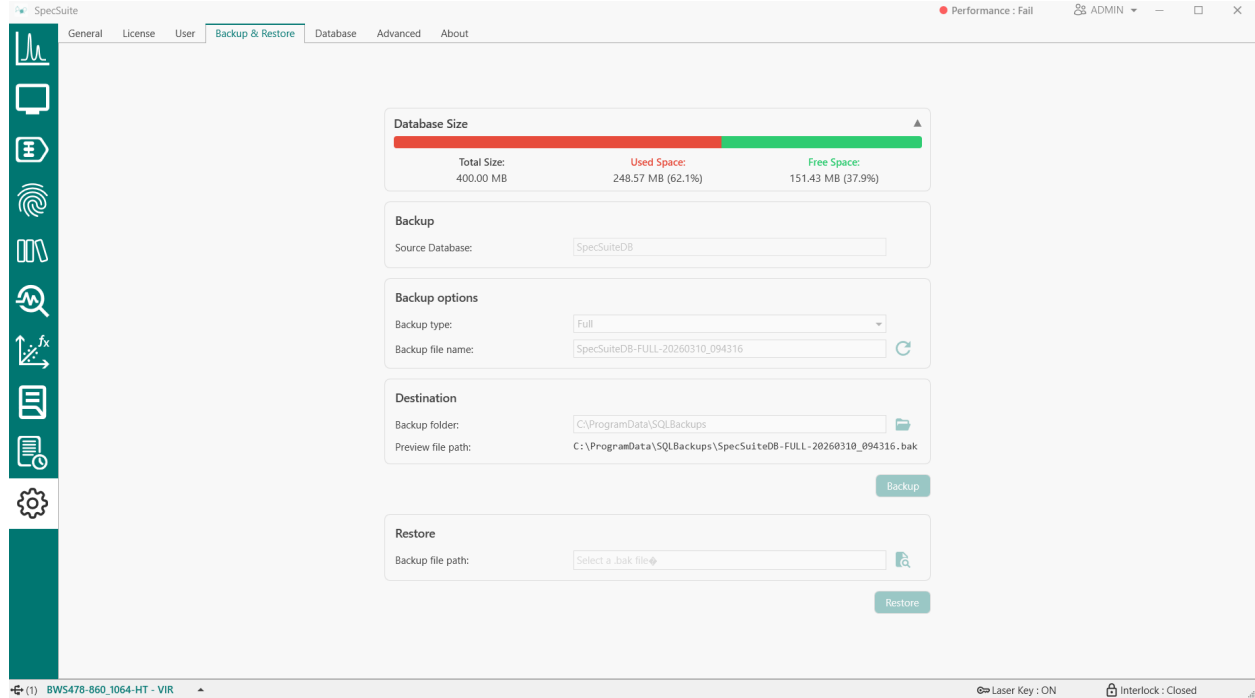 SpecSuite
Performance : Fail
ADMIN
General License User Backup & Restore Database Advanced About
Database Size
Total Size: Used Space: Free Space:
400.00 MB 248.57 MB (62.1%) 151.43 MB (37.9%)
Backup
Source Database: SpecSuiteDB
Backup options
Backup type: Full
Backup file name: SpecSuiteDB-FULL-20260310_094316
Destination
Backup folder: C:\ProgramData\SQLBackups
Preview file path: C:\ProgramData\SQLBackups\SpecSuiteDB-FULL-20260310_094316.bak
Backup
Restore
Backup file path: Select a .bak file�
Restore
(1) BWS478-860_1064-HT - VIR
Laser Key : ON
Interlock : Closed